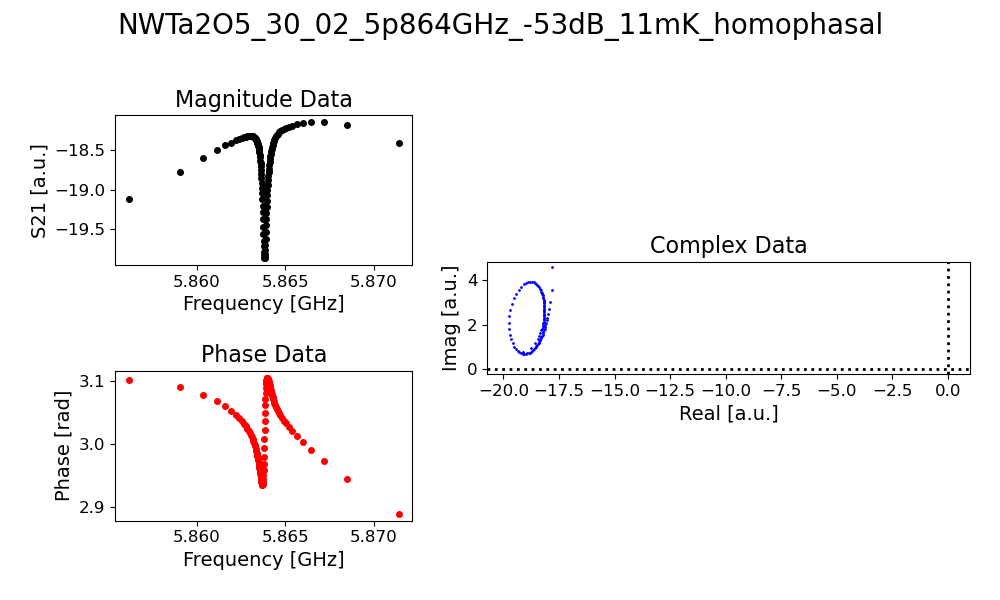 NWTa2O5_30_02_5p864GHz_-53dB_11mK_homophasal
Magnitude Data
S21 [a.u.]
−18.5
−19.0
−19.5
5.860 5.865 5.870
Frequency [GHz]
Phase Data
Phase [rad]
3.1
3.0
2.9
5.860 5.865 5.870
Frequency [GHz]
Complex Data
Imag [a.u.]
4
2
0
−20.0 −17.5 −15.0 −12.5 −10.0 −7.5 −5.0 −2.5 0.0
Real [a.u.]